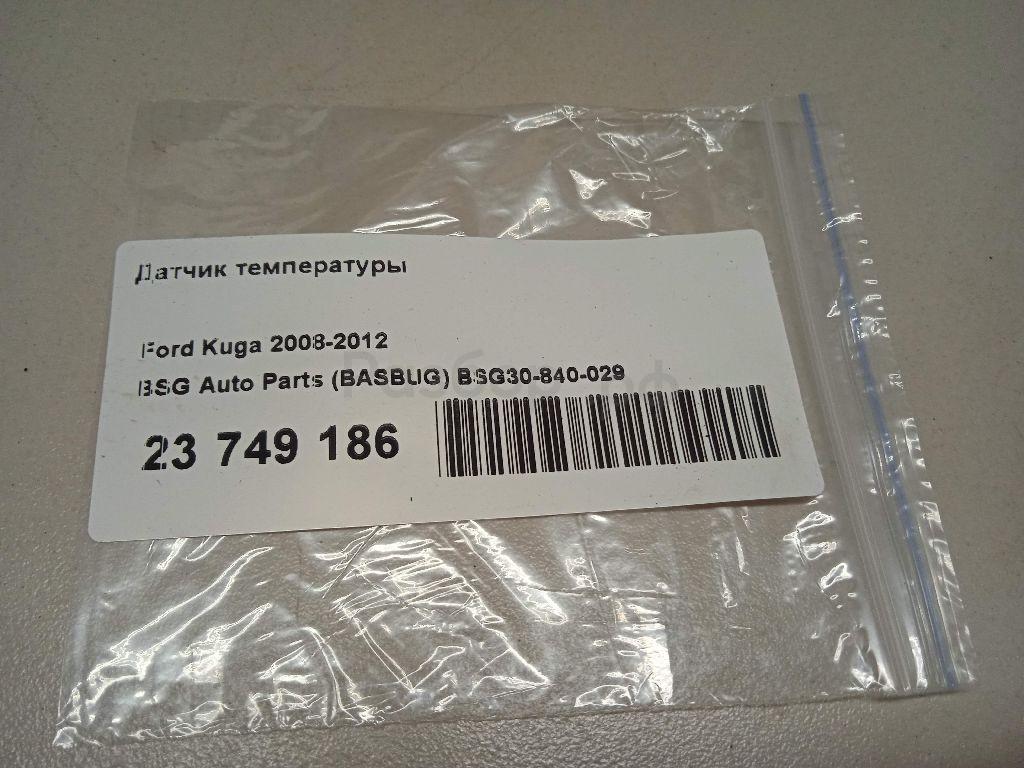 Датчик температуры
Ford Kuga 2008-2012
BSG Auto Parts (BASBUG) BSG30-840-029
23 749 186